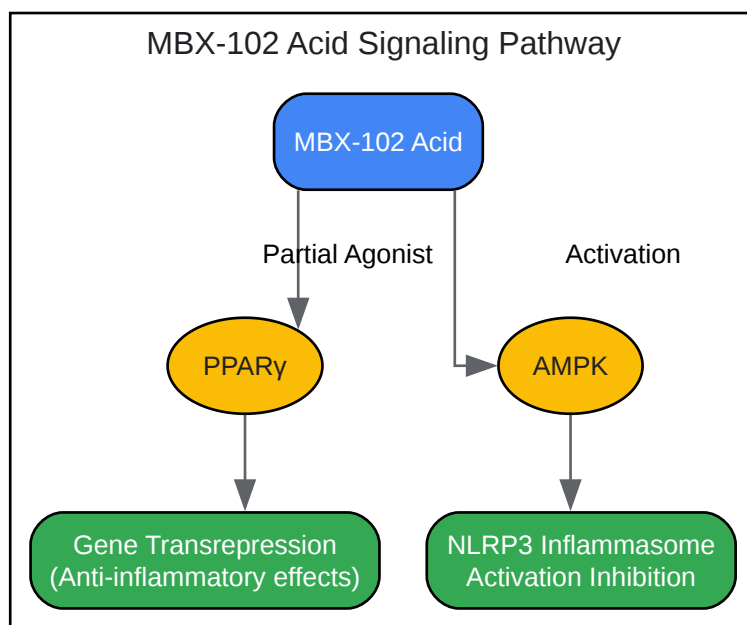 MBX-102 Acid Signaling Pathway
MBX-102 Acid
Partial Agonist
Activation
PPARγ
AMPK
Gene Transrepression
(Anti-inflammatory effects)
NLRP3 Inflammasome
Activation Inhibition